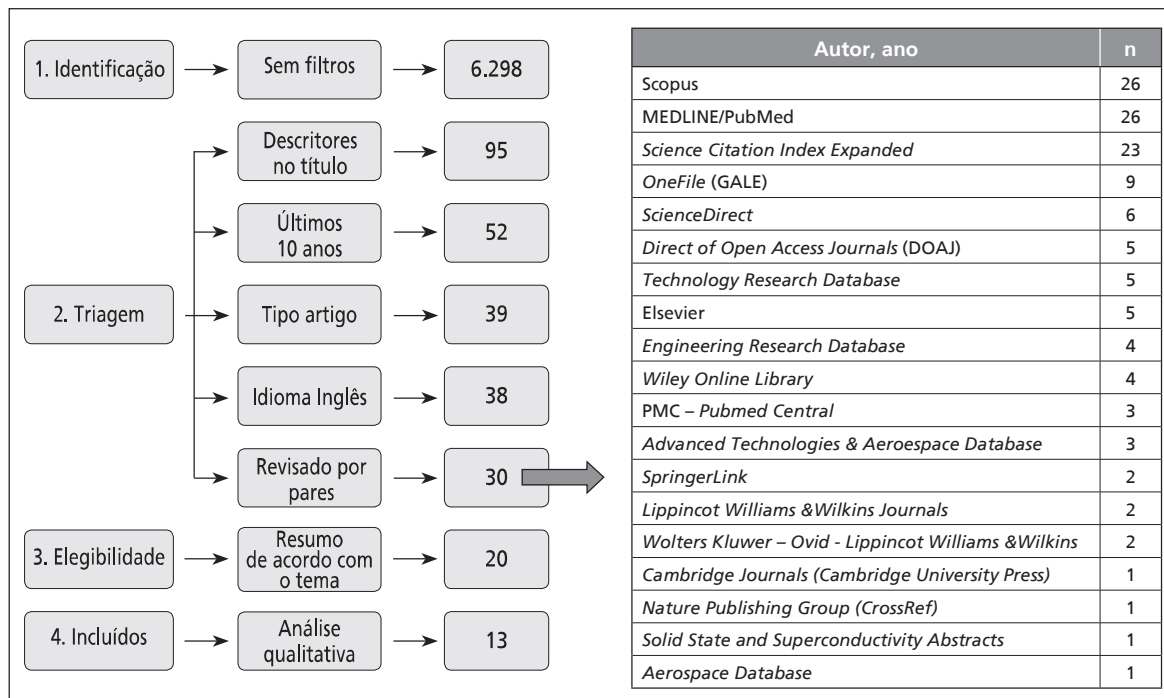 1. Identificação
Sem filtros
6.298
2. Triagem
Descritores
no título
95
Últimos
10 anos
52
Tipo artigo
39
Idioma Inglês
38
Revisado por
pares
30
3. Elegibilidade
Resumo
de acordo com
o tema
20
4. Incluídos
Análise
qualitativa
13
Autor, ano n
Scopus 26
MEDLINE/PubMed 26
Science Citation Index Expanded 23
OneFile (GALE) 9
ScienceDirect 6
Direct of Open Access Journals (DOAJ) 5
Technology Research Database 5
Elsevier 5
Engineering Research Database 4
Wiley Online Library 4
PMC – Pubmed Central 3
Advanced Technologies & Aeroespace Database 3
SpringerLink 2
Lippincot Williams &Wilkins Journals 2
Wolters Kluwer – Ovid - Lippincot Williams &Wilkins 2
Cambridge Journals (Cambridge University Press) 1
Nature Publishing Group (CrossRef) 1
Solid State and Superconductivity Abstracts 1
Aerospace Database 1